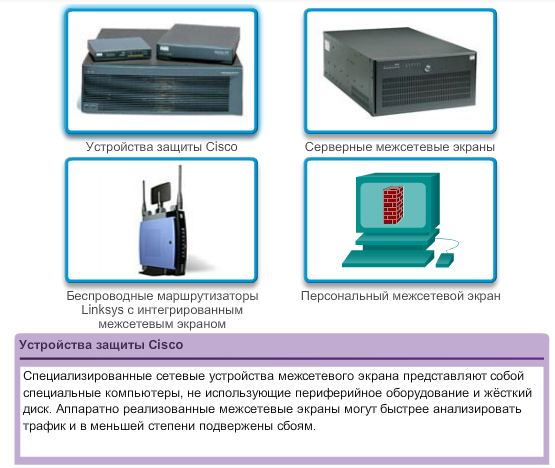 Устройства защиты Cisco
Серверные межсетевые экраны
Беспроводные маршрутизаторы
Linksys с интегрированным
межсетевым экраном
Персональный межсетевой экран
Устройства защиты Cisco
Специализированные сетевые устройства межсетевого экрана представляют собой
специальные компьютеры, не использующие периферийное оборудование и жёсткий
диск. Аппаратно реализованные межсетевые экраны могут быстрее анализировать
трафик и в меньшей степени подвержены сбоям.